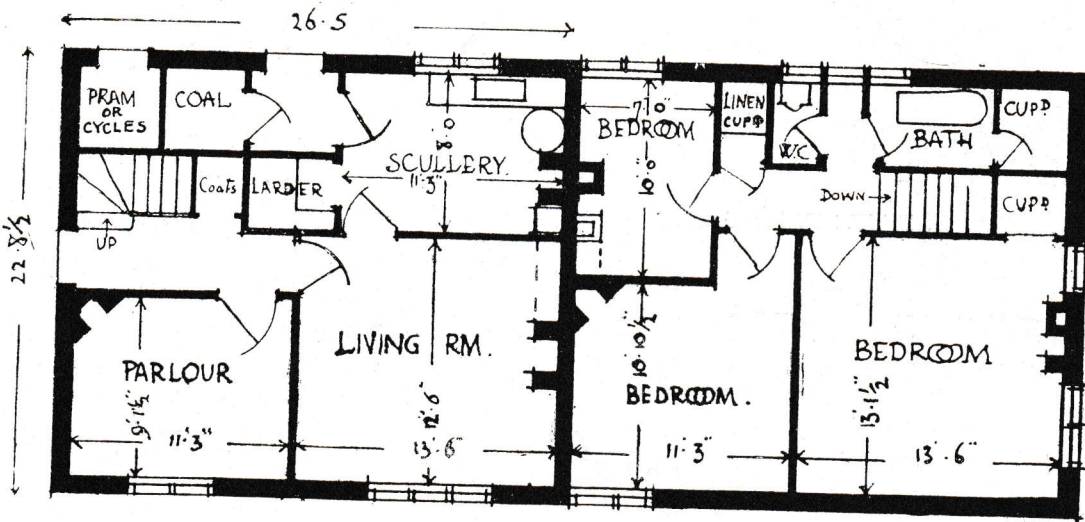 26·5
22·8½
PRAM
OR
CYCLES
COAL
SCULLERY.
8·0
11·3"
Coats
LARDER
UP
LIVING RM.
12'·6"
13'·6"
PARLOUR
9'·1½"
11'·3"
7'·0"
BEDROOM
10'·0"
LINEN
CUPD
W.C
BATH
CUPD
DOWN
CUPD
10'·10½"
BEDROOM.
11'·3"
BEDROOM
13'·1½"
13'·6"